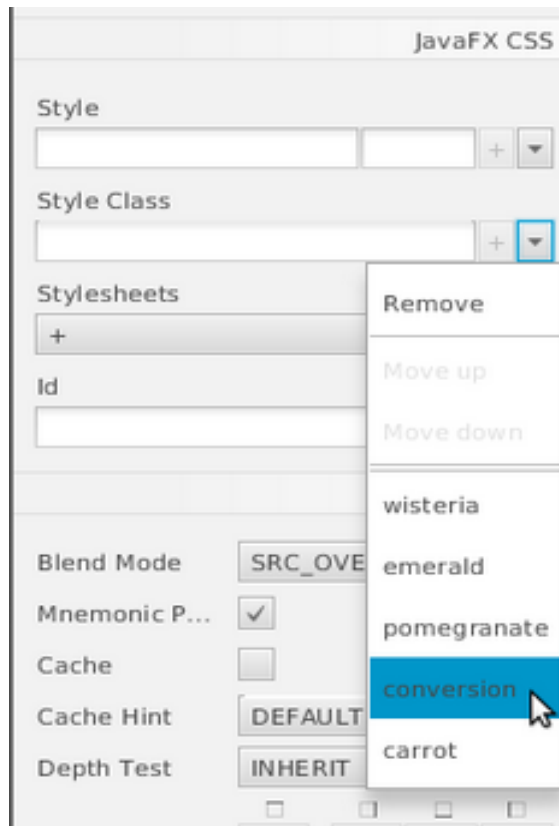 JavaFX CSS
Style
+
Style Class
+
Stylesheets
+
Id
Remove
Move up
Move down
wisteria
emerald
pomegranate
conversion
carrot
Blend Mode
SRC_OVE
Mnemonic P...
Cache
Cache Hint
DEFAULT
Depth Test
INHERIT